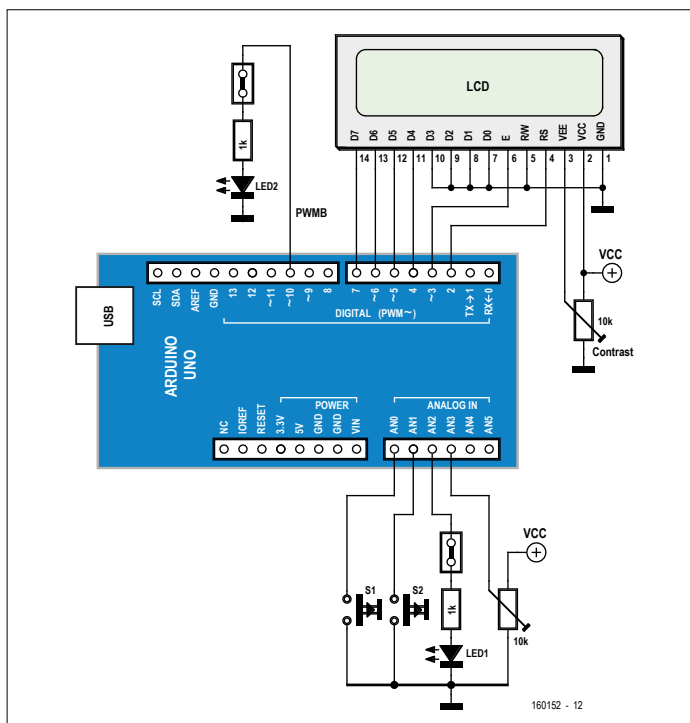 LCD
D7 D6 D5 D4 D3 D2 D1 D0 E R/W RS VEE VCC GND
14 13 12 11 10 9 8 7 6 5 4 3 2 1
1k
LED2
PWMB
VCC
10k
Contrast
USB
SCL SDA AREF GND 13 12 ~11 ~10 ~9 8 7 ~6 ~5 4 ~3 2 TX→1 RX←0
DIGITAL (PWM~)
ARDUINO
UNO
POWER
ANALOG IN
NC IOREF RESET 3.3V 5V GND GND VIN AN0 AN1 AN2 AN3 AN4 AN5
VCC
S1
S2
1k
10k
LED1
160152 - 12